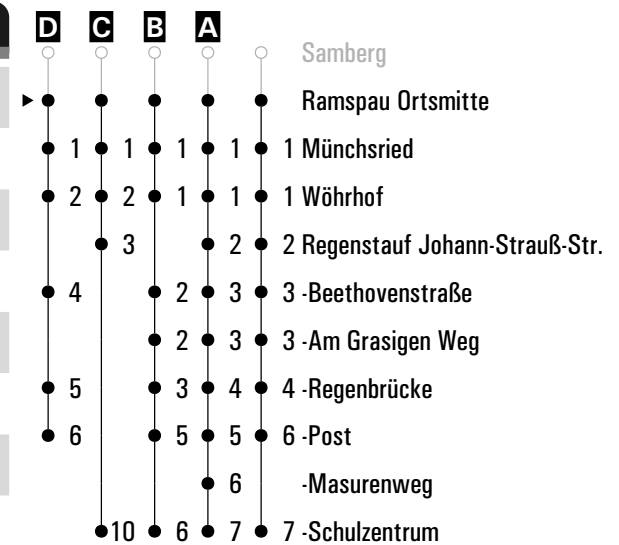 D C B A
Samberg
Ramspau Ortsmitte
1 1 1 1 1 Münchsried
2 2 1 1 1 Wöhrhof
3 2 2 Regenstauf Johann-Strauß-Str.
4 2 3 3 -Beethovenstraße
2 3 3 -Am Grasigen Weg
5 3 4 4 -Regenbrücke
6 5 5 6 -Post
6 -Masurenweg
10 6 7 7 -Schulzentrum